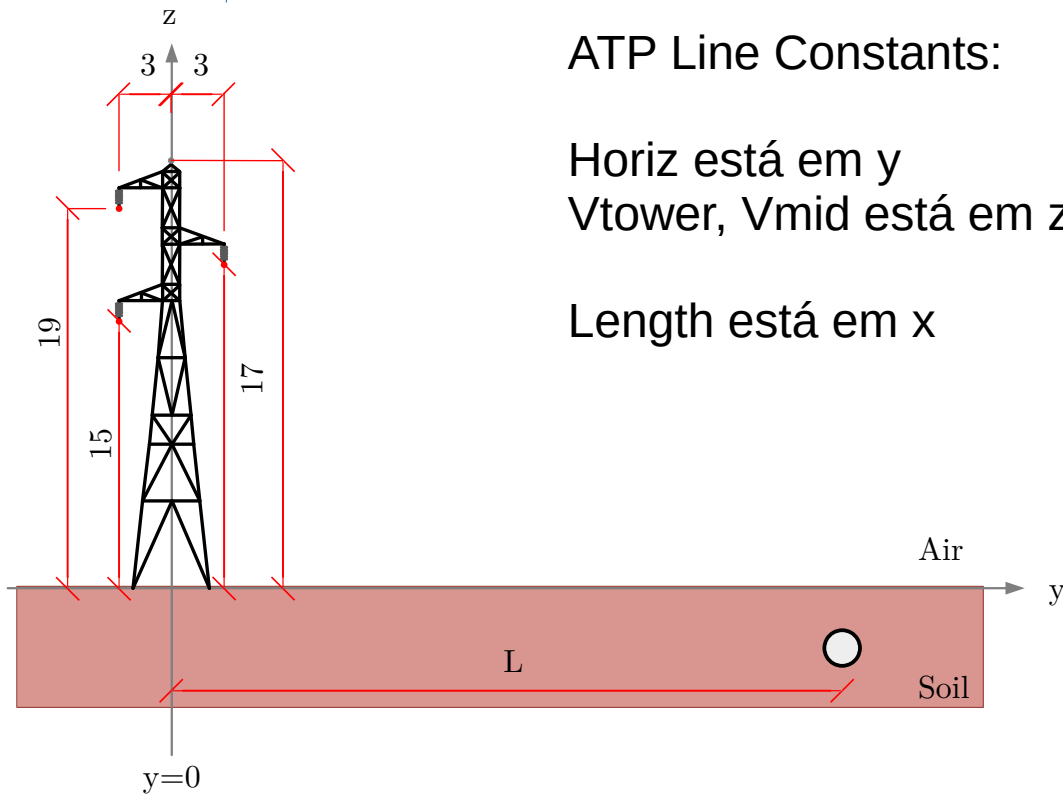 z
3 3
ATP Line Constants:
Horiz está em y
Vtower, Vmid está em z
Length está em x
19
17
15
Air
y
L
Soil
y=0